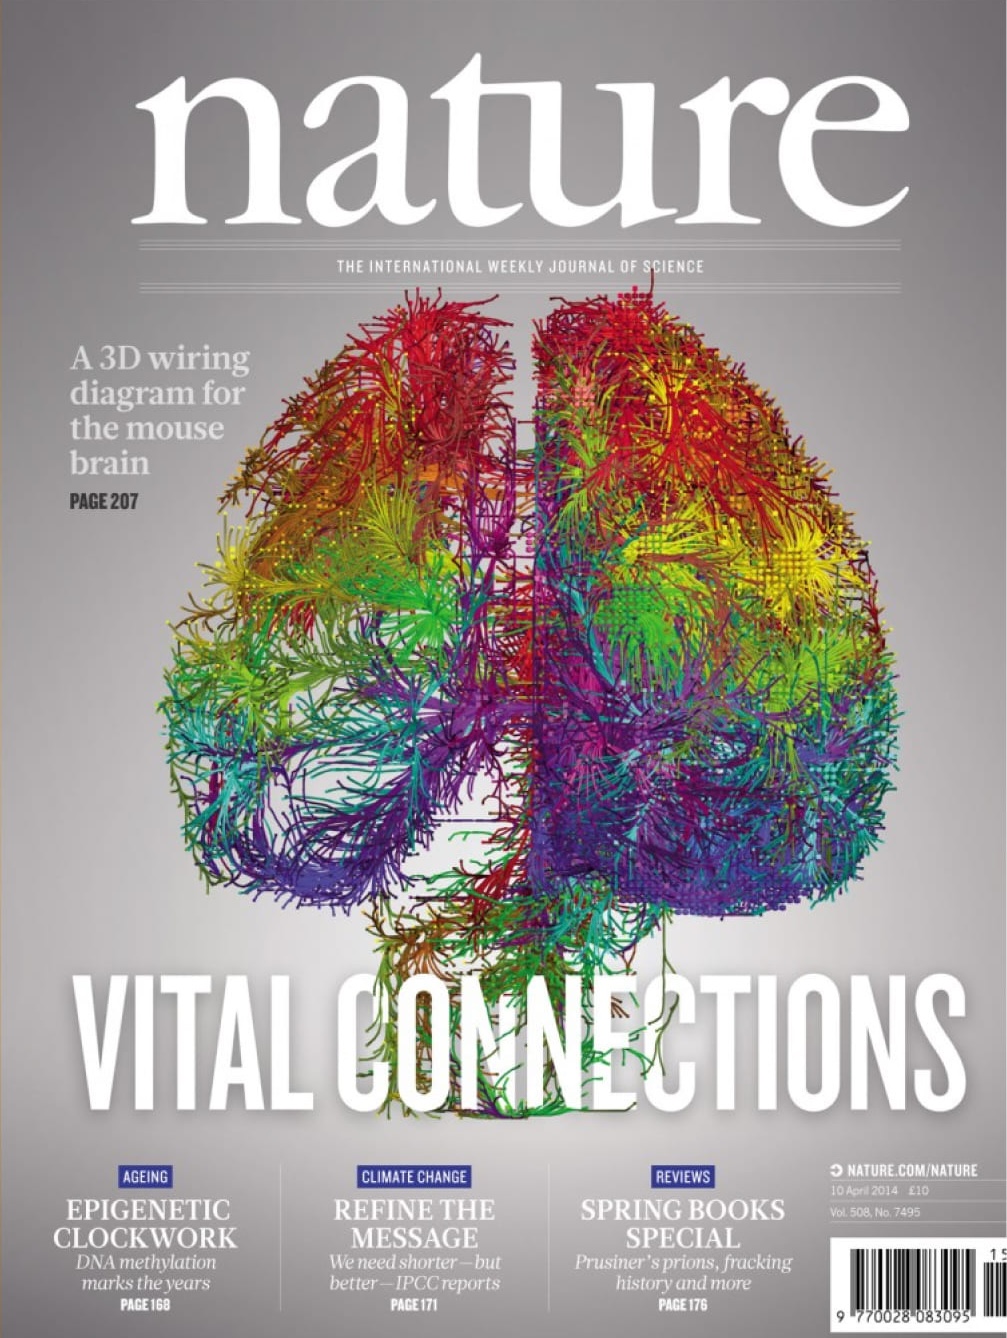 nature
THE INTERNATIONAL WEEKLY JOURNAL OF SCIENCE
A 3D wiring
diagram for
the mouse
brain
PAGE 207
VITAL CONNECTIONS
AGEING
EPIGENETIC
CLOCKWORK
DNA methylation
marks the years
PAGE 168
CLIMATE CHANGE
REFINE THE
MESSAGE
We need shorter—but
better—IPCC reports
PAGE 171
REVIEWS
SPRING BOOKS
SPECIAL
Prusiner's prions, fracking
history and more
PAGE 176
NATURE.COM/NATURE
10 April 2014 £10
Vol. 508, No. 7495
15
9 770028 083095